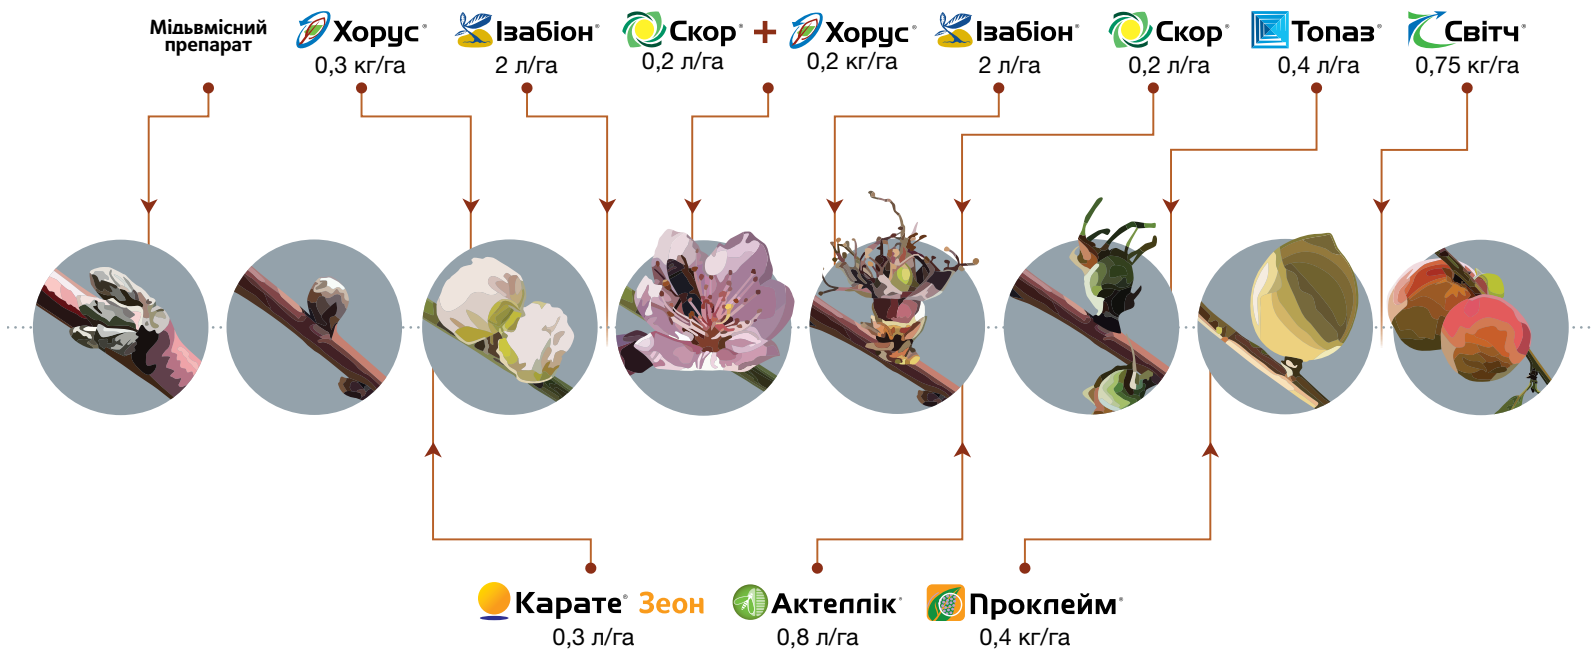 Мідьвмісний
препарат
Хорус®
0,3 кг/га
Ізабіон®
2 л/га
Скор® + Хорус®
0,2 л/га
0,2 кг/га
Ізабіон®
2 л/га
Скор®
0,2 л/га
Топаз®
0,4 л/га
Світч®
0,75 кг/га
Карате® Зеон
0,3 л/га
Актеллік®
0,8 л/га
Проклейм®
0,4 кг/га